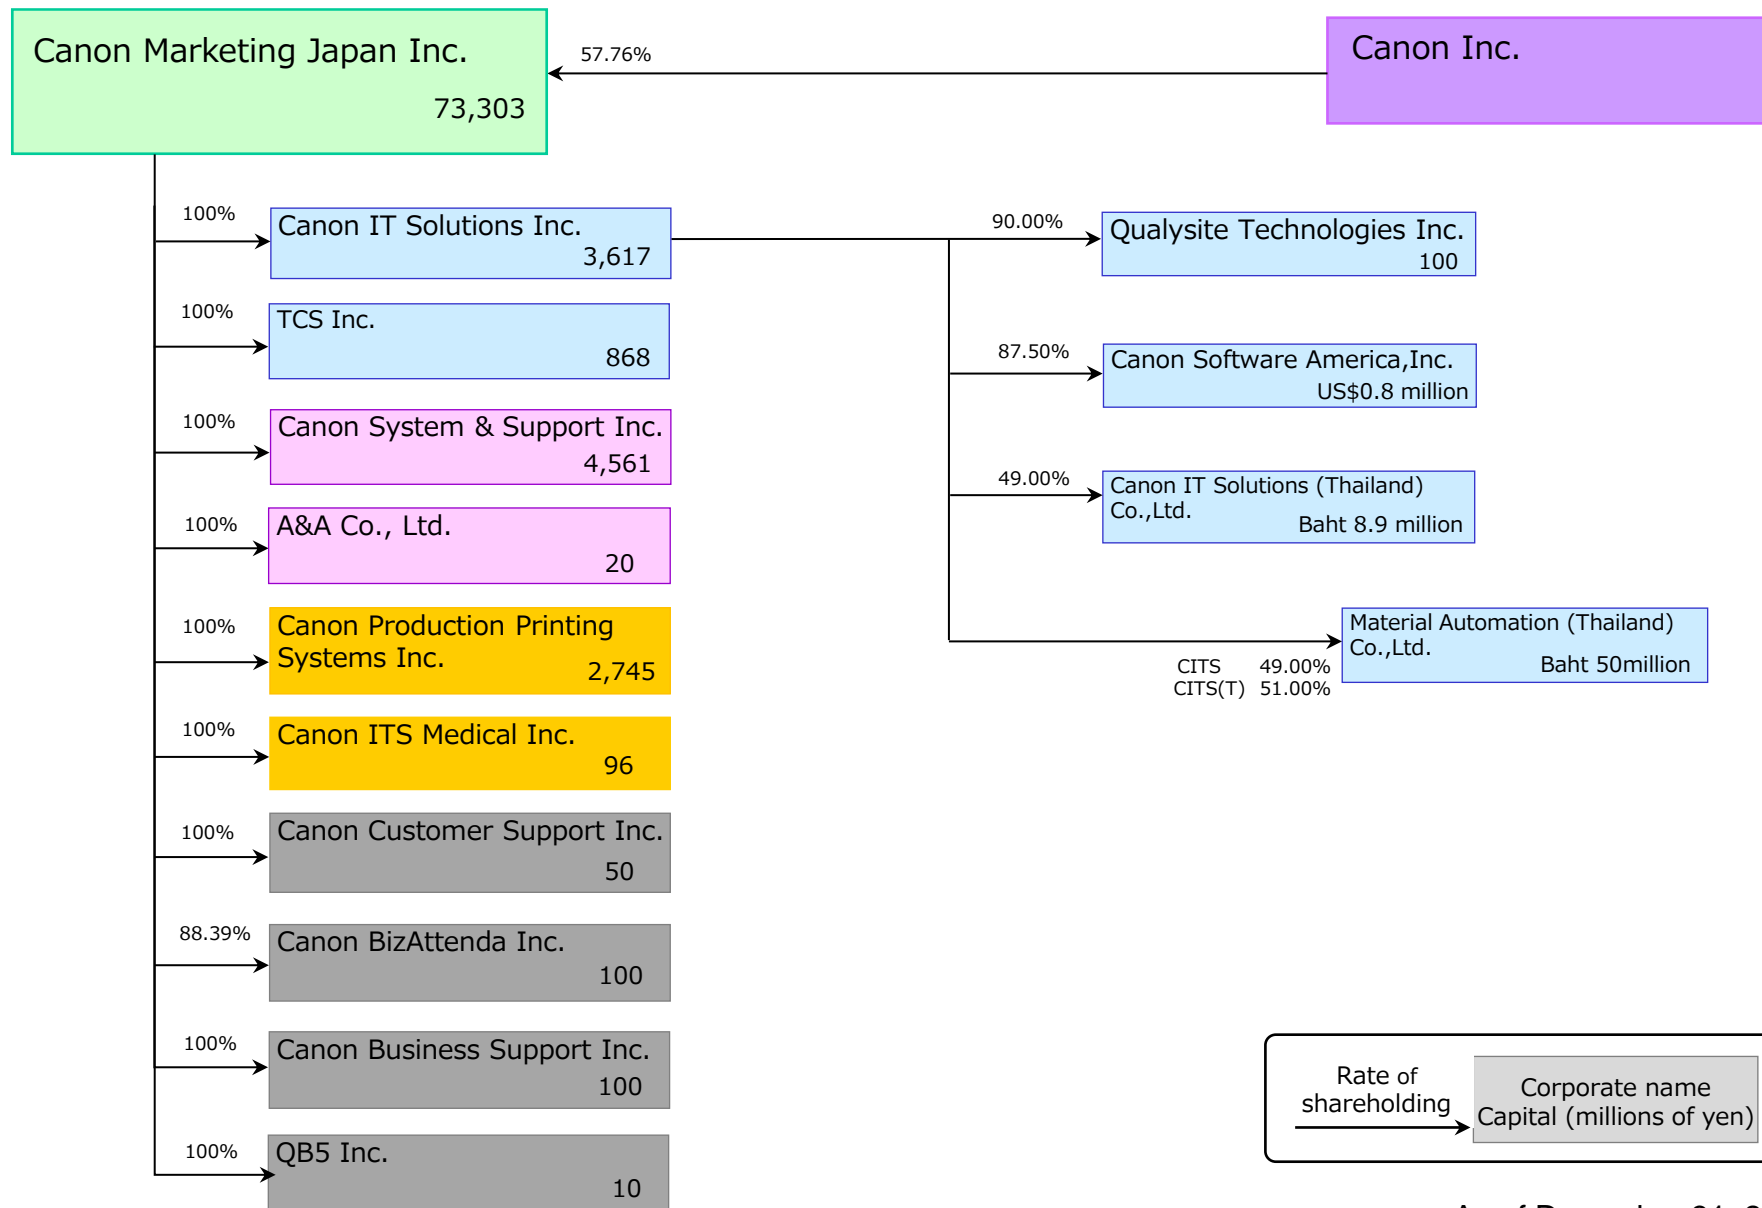 Canon Marketing Japan Inc.
73,303
57.76%
Canon Inc.
100%
Canon IT Solutions Inc.
3,617
90.00%
Qualysite Technologies Inc.
100
100%
TCS Inc.
868
87.50%
Canon Software America,Inc.
US$0.8 million
100%
Canon System & Support Inc.
4,561
49.00%
Canon IT Solutions (Thailand)
Co.,Ltd.
Baht 8.9 million
100%
A&A Co., Ltd.
20
100%
Canon Production Printing
Systems Inc.
2,745
Material Automation (Thailand)
Co.,Ltd.
Baht 50million
CITS 49.00%
CITS(T) 51.00%
100%
Canon ITS Medical Inc.
96
100%
Canon Customer Support Inc.
50
88.39%
Canon BizAttenda Inc.
100
100%
Canon Business Support Inc.
100
100%
QB5 Inc.
10
Rate of
shareholding
Corporate name
Capital (millions of yen)
As of December 31,